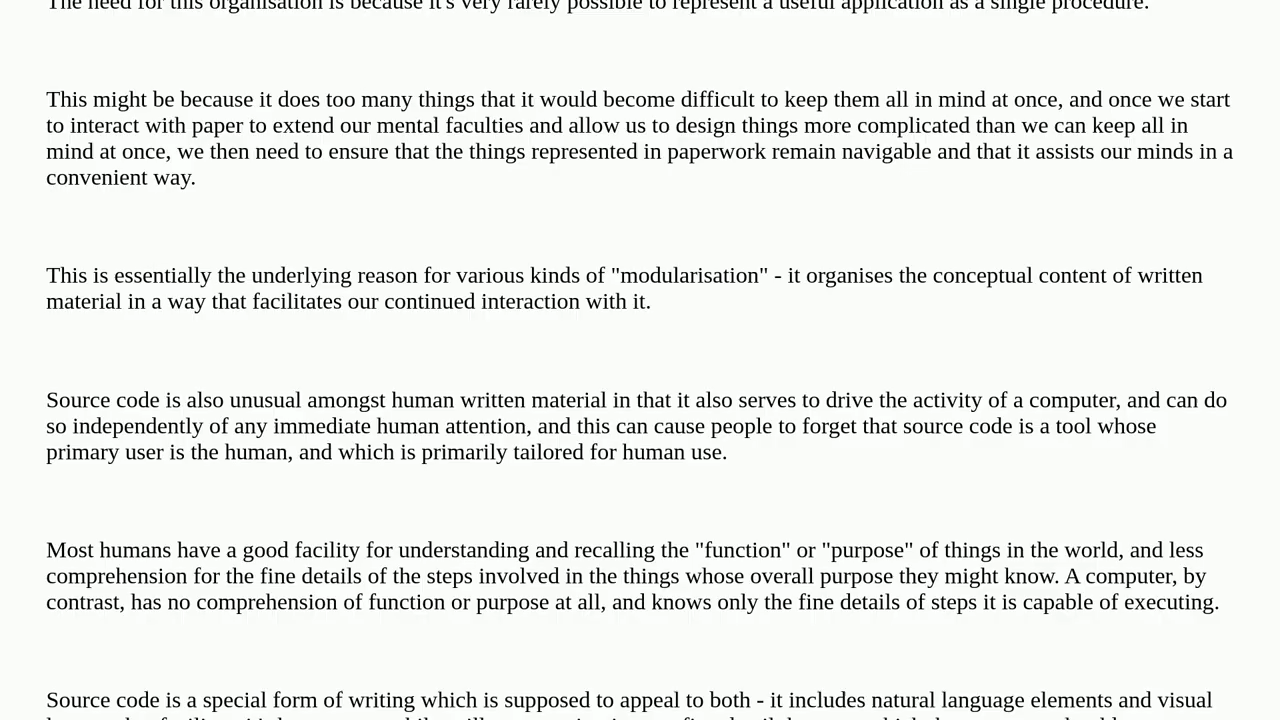 The need for this organisation is because it's very rarely possible to represent a useful application as a single procedure.
This might be because it does too many things that it would become difficult to keep them all in mind at once, and once we start
to interact with paper to extend our mental faculties and allow us to design things more complicated than we can keep all in
mind at once, we then need to ensure that the things represented in paperwork remain navigable and that it assists our minds in a
convenient way.
This is essentially the underlying reason for various kinds of "modularisation" - it organises the conceptual content of written
material in a way that facilitates our continued interaction with it.
Source code is also unusual amongst human written material in that it also serves to drive the activity of a computer, and can do
so independently of any immediate human attention, and this can cause people to forget that source code is a tool whose
primary user is the human, and which is primarily tailored for human use.
Most humans have a good facility for understanding and recalling the "function" or "purpose" of things in the world, and less
comprehension for the fine details of the steps involved in the things whose overall purpose they might know. A computer, by
contrast, has no comprehension of function or purpose at all, and knows only the fine details of steps it is capable of executing.
Source code is a special form of writing which is supposed to appeal to both - it includes natural language elements and visual